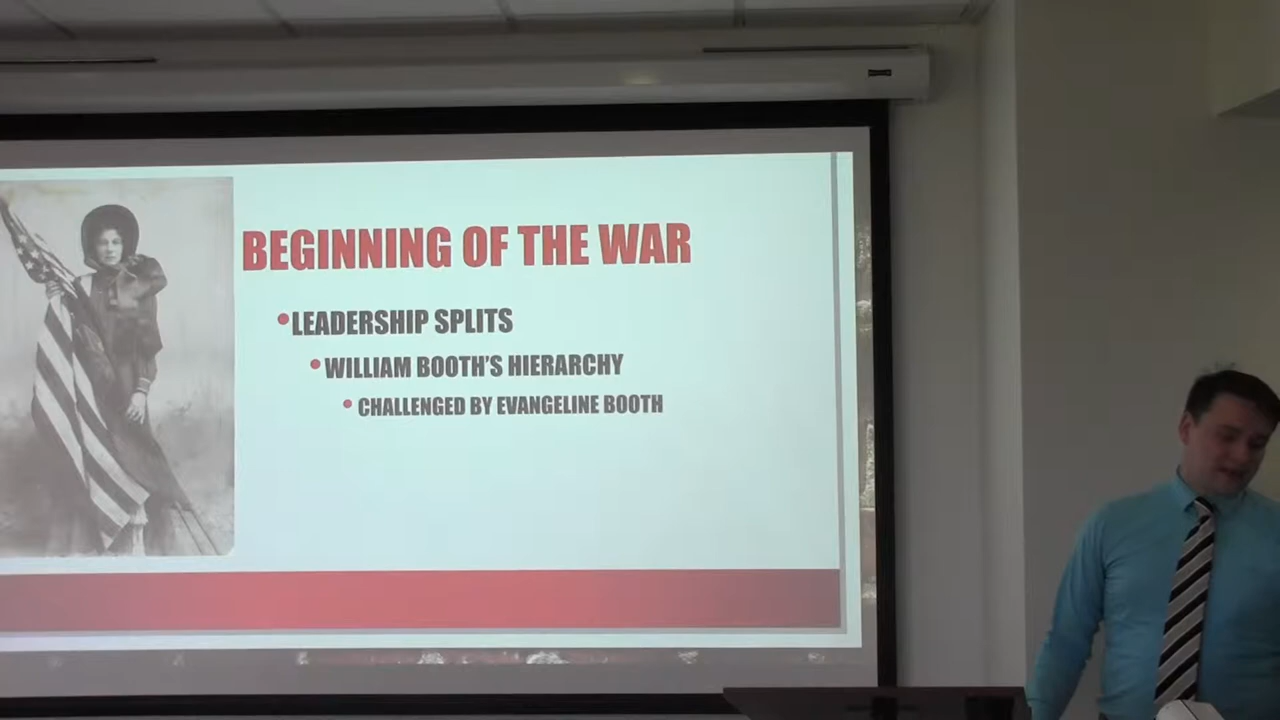 BEGINNING OF THE WAR
•LEADERSHIP SPLITS
•WILLIAM BOOTH'S HIERARCHY
• CHALLENGED BY EVANGELINE BOOTH